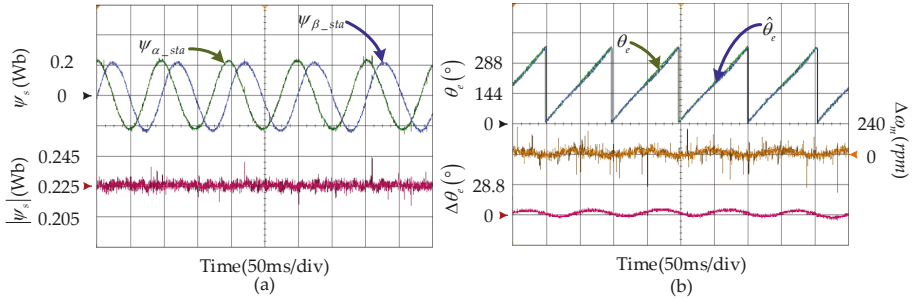 ψα_sta
ψβ_sta
ψs (Wb)
0.2
0
|ψs| (Wb)
0.245
0.225
0.205
Time(50ms/div)
(a)
θe
θ̂e
θe (°)
288
144
0
Δωm (rpm)
240
0
Δθe (°)
28.8
0
Time(50ms/div)
(b)